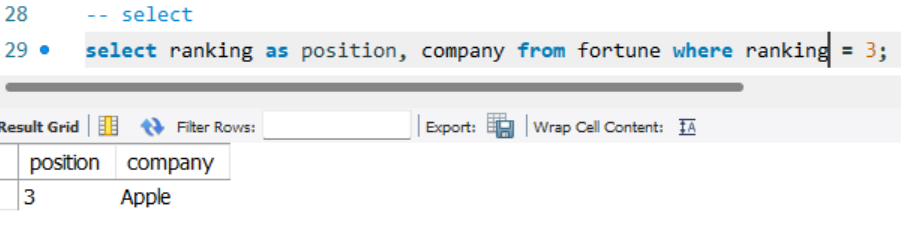 28 -- select
29 select ranking as position, company from fortune where ranking = 3;
Result Grid Filter Rows: Export: Wrap Cell Content: IA
position company
3 Apple